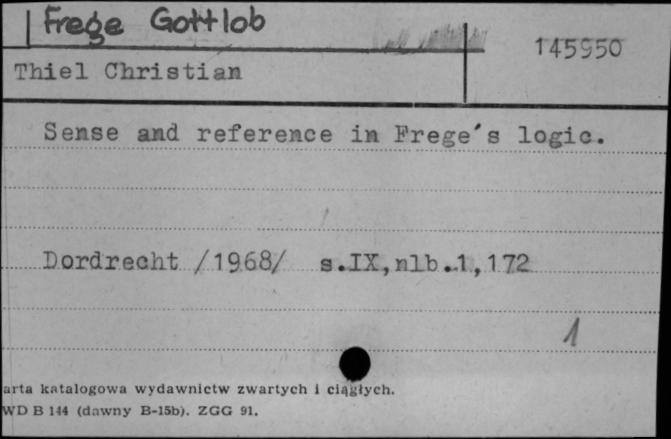 Frege Gottlob
145950
Thiel Christian
Sense and reference in Frege's logic.
Dordrecht /1968/ s.IX,nlb.1,172
1
arta katalogowa wydawnictw zwartych i ciągłych.
WD B 144 (dawny B-15b). ZGG 91.